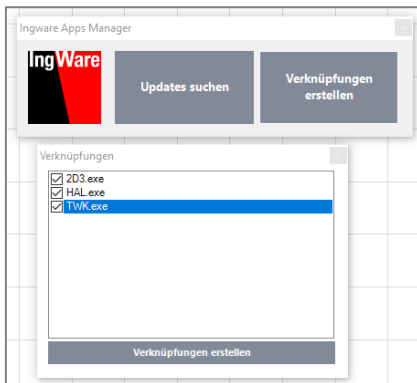 Ingware Apps Manager
IngWare
Updates suchen
Verknüpfungen
erstellen
Verknüpfungen
2D3.exe
HAL.exe
TWK.exe
Verknüpfungen erstellen